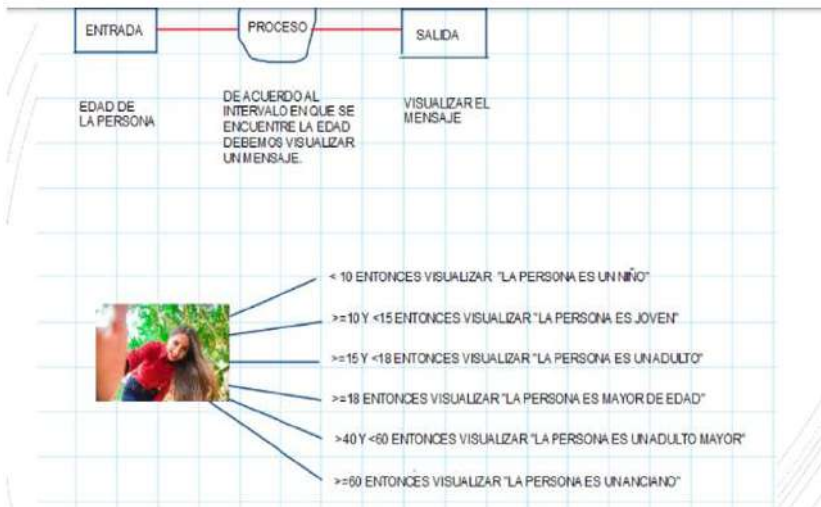 ENTRADA
PROCESO
SALIDA
EDAD DE
LA PERSONA
DE ACUERDO AL
INTERVALO EN QUE SE
ENCUENTRE LA EDAD
DEBEMOS VISUALIZAR
UN MENSAJE.
VISUALIZAR EL
MENSAJE
< 10 ENTONCES VISUALIZAR "LA PERSONA ES UN NIÑO"
>=10 Y <15 ENTONCES VISUALIZAR "LA PERSONA ES JOVEN"
>=15 Y <18 ENTONCES VISUALIZAR "LA PERSONA ES UN ADULTO"
>=18 ENTONCES VISUALIZAR "LA PERSONA ES MAYOR DE EDAD"
>40 Y <60 ENTONCES VISUALIZAR "LA PERSONA ES UN ADULTO MAYOR"
>=60 ENTONCES VISUALIZAR "LA PERSONA ES UN ANCIANO"